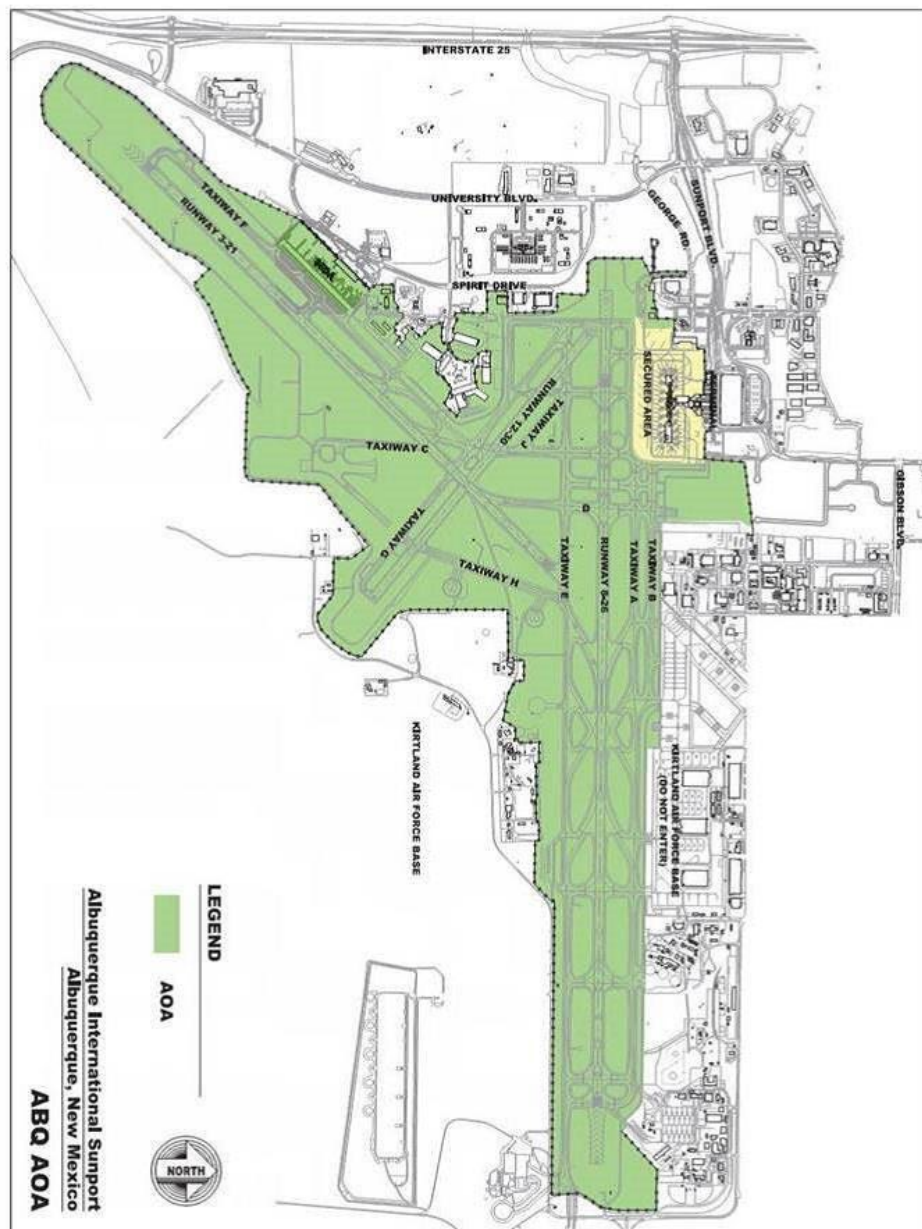 INTERSTATE 25
UNIVERSITY BLVD.
GEORGE RD.
SUNPORT BLVD.
SPIRIT DRIVE
TAXIWAY F
RUNWAY 3-21
SECURED AREA
TERMINAL
RUNWAY 12-30
TAXIWAY J
TAXIWAY C
GIBSON BLVD.
TAXIWAY G
D
TAXIWAY H
TAXIWAY E
RUNWAY 8-26
TAXIWAY A
TAXIWAY B
KIRTLAND AIR FORCE BASE
KIRTLAND AIR FORCE BASE
(DO NOT ENTER)
LEGEND
AOA
NORTH
Albuquerque International Sunport
Albuquerque, New Mexico
ABQ AOA